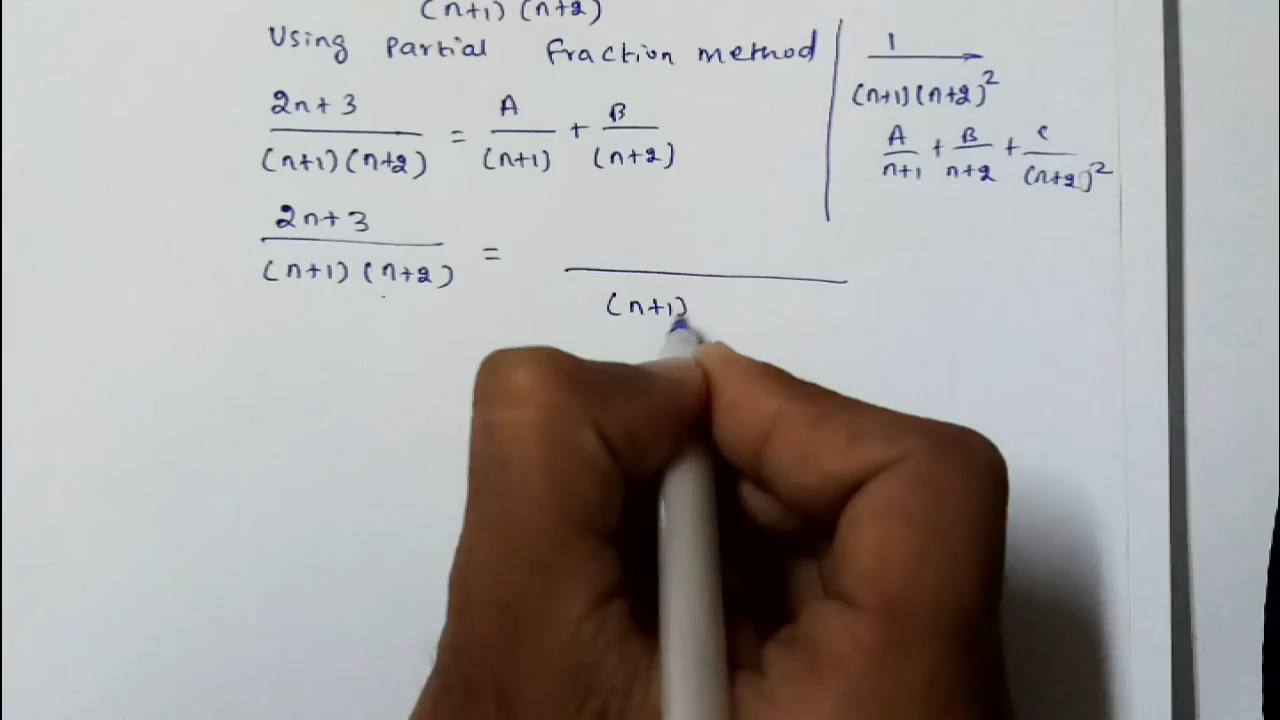 (n+1) (n+2)
Using Partial Fraction method
2n+3 / (n+1)(n+2) = A / (n+1) + B / (n+2)
2n+3 / (n+1) (n+2) = / (n+1)
1 / (n+1)(n+2)²
A / n+1 + B / n+2 + C / (n+2)²